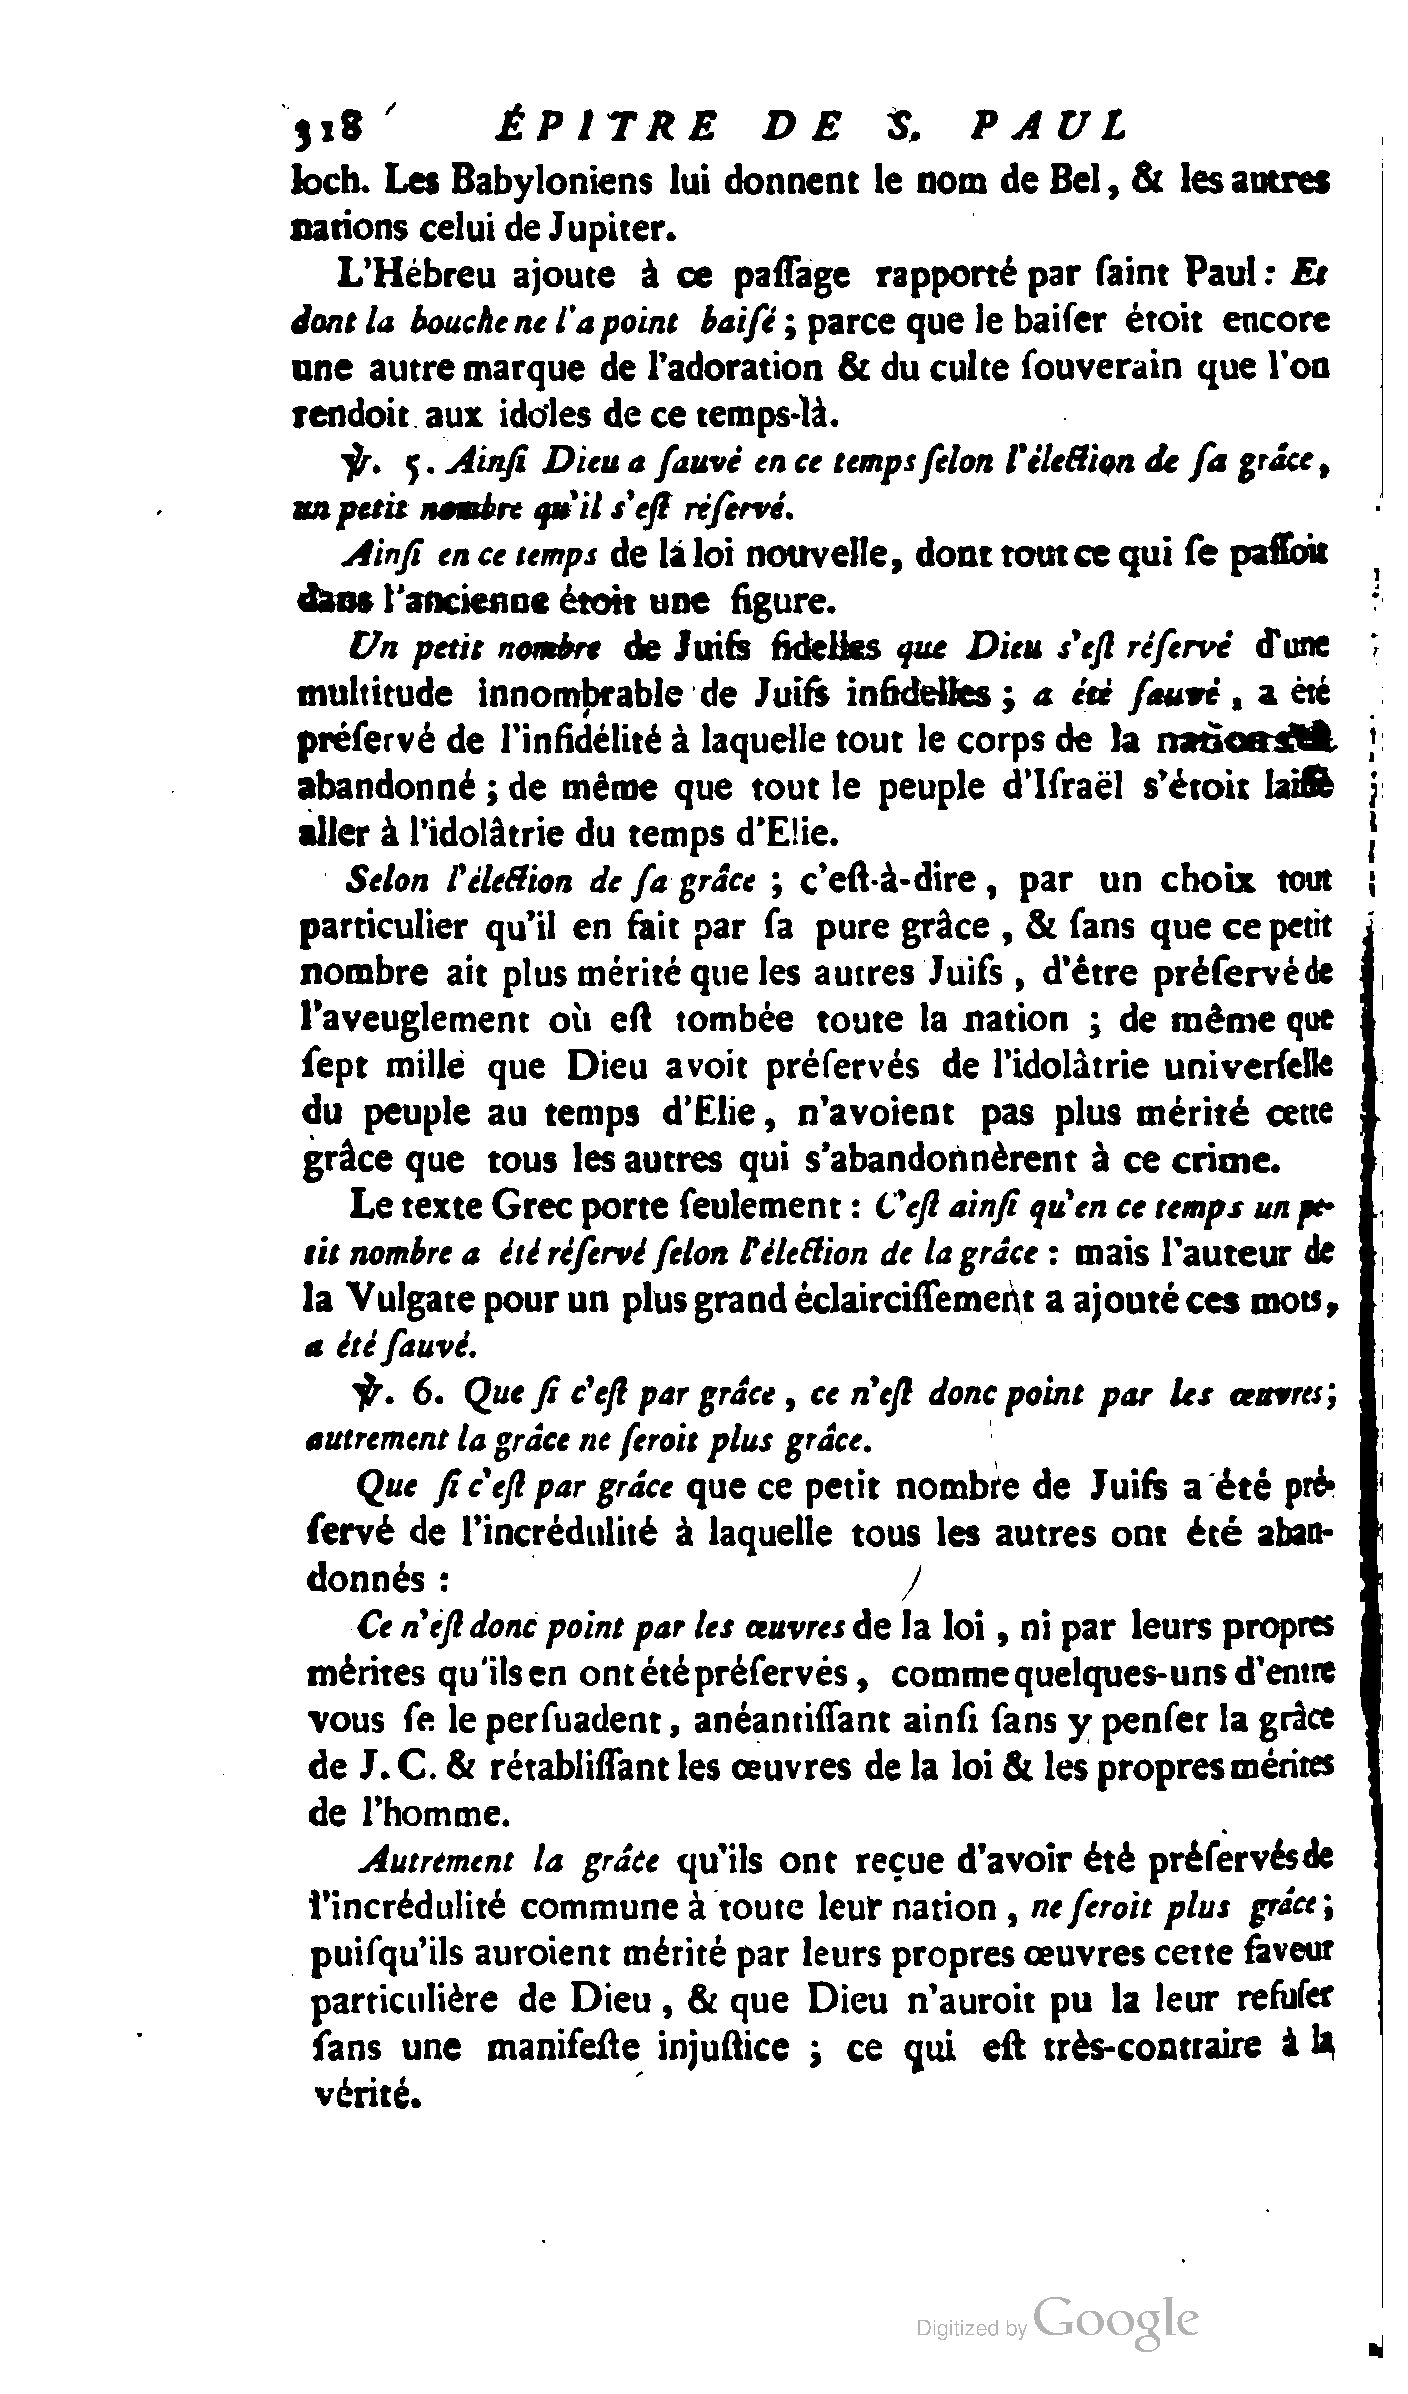 318 ÉPITRE DE S. PAUL
loch. Les Babyloniens lui donnent le nom de Bel, & les autres
nations celui de Jupiter.
L'Hébreu ajoute à ce paſſage rapporté par ſaint Paul : Et
dont la bouche ne l'a point baiſé ; parce que le baiſer étoit encore
une autre marque de l'adoration & du culte ſouverain que l'on
rendoit aux idoles de ce temps-là.
℣. 5. Ainſi Dieu a ſauvé en ce temps ſelon l'élection de ſa grâce,
un petit nombre qu'il s'eſt réſervé.
Ainſi en ce temps de la loi nouvelle, dont tout ce qui ſe paſſoit
dans l'ancienne étoit une figure.
Un petit nombre de Juifs fidelles que Dieu s'eſt réſervé d'une
multitude innombrable de Juifs infidelles ; a été ſauvé, a été
préſervé de l'infidélité à laquelle tout le corps de la nation s'eſt
abandonné ; de même que tout le peuple d'Iſraël s'étoit laiſſé
aller à l'idolâtrie du temps d'Elie.
Selon l'élection de ſa grâce ; c'eſt-à-dire, par un choix tout
particulier qu'il en fait par ſa pure grâce, & ſans que ce petit
nombre ait plus mérité que les autres Juifs, d'être préſervé de
l'aveuglement où eſt tombée toute la nation ; de même que
ſept mille que Dieu avoit préſervés de l'idolâtrie univerſelle
du peuple au temps d'Elie, n'avoient pas plus mérité cette
grâce que tous les autres qui s'abandonnèrent à ce crime.
Le texte Grec porte ſeulement : C'eſt ainſi qu'en ce temps un pe-
tit nombre a été réſervé ſelon l'élection de la grâce : mais l'auteur de
la Vulgate pour un plus grand éclairciſſement a ajouté ces mots,
a été ſauvé.
℣. 6. Que ſi c'eſt par grâce, ce n'eſt donc point par les œuvres ;
autrement la grâce ne ſeroit plus grâce.
Que ſi c'eſt par grâce que ce petit nombre de Juifs a été pré-
ſervé de l'incrédulité à laquelle tous les autres ont été aban-
donnés :
Ce n'eſt donc point par les œuvres de la loi, ni par leurs propres
mérites qu'ils en ont été préſervés, comme quelques-uns d'entre
vous ſe le perſuadent, anéantiſſant ainſi ſans y penſer la grâce
de J. C. & rétabliſſant les œuvres de la loi & les propres mérites
de l'homme.
Autrement la grâce qu'ils ont reçue d'avoir été préſervés de
l'incrédulité commune à toute leur nation, ne ſeroit plus grâce ;
puiſqu'ils auroient mérité par leurs propres œuvres cette faveur
particulière de Dieu, & que Dieu n'auroit pu la leur refuſer
ſans une manifeſte injuſtice ; ce qui eſt très-contraire à la
vérité.
Digitized by Google